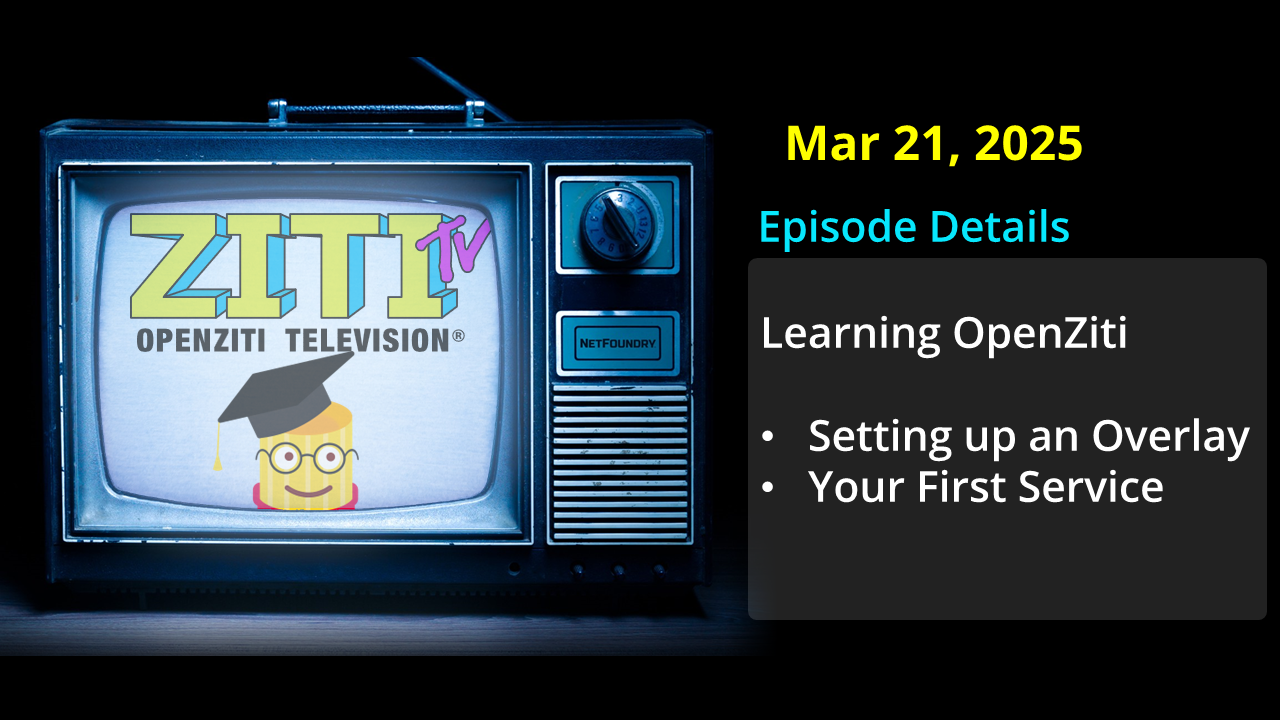 ZITI TV
OPENZITI TELEVISION®
NETFOUNDRY
Mar 21, 2025
Episode Details
Learning OpenZiti
• Setting up an Overlay
• Your First Service